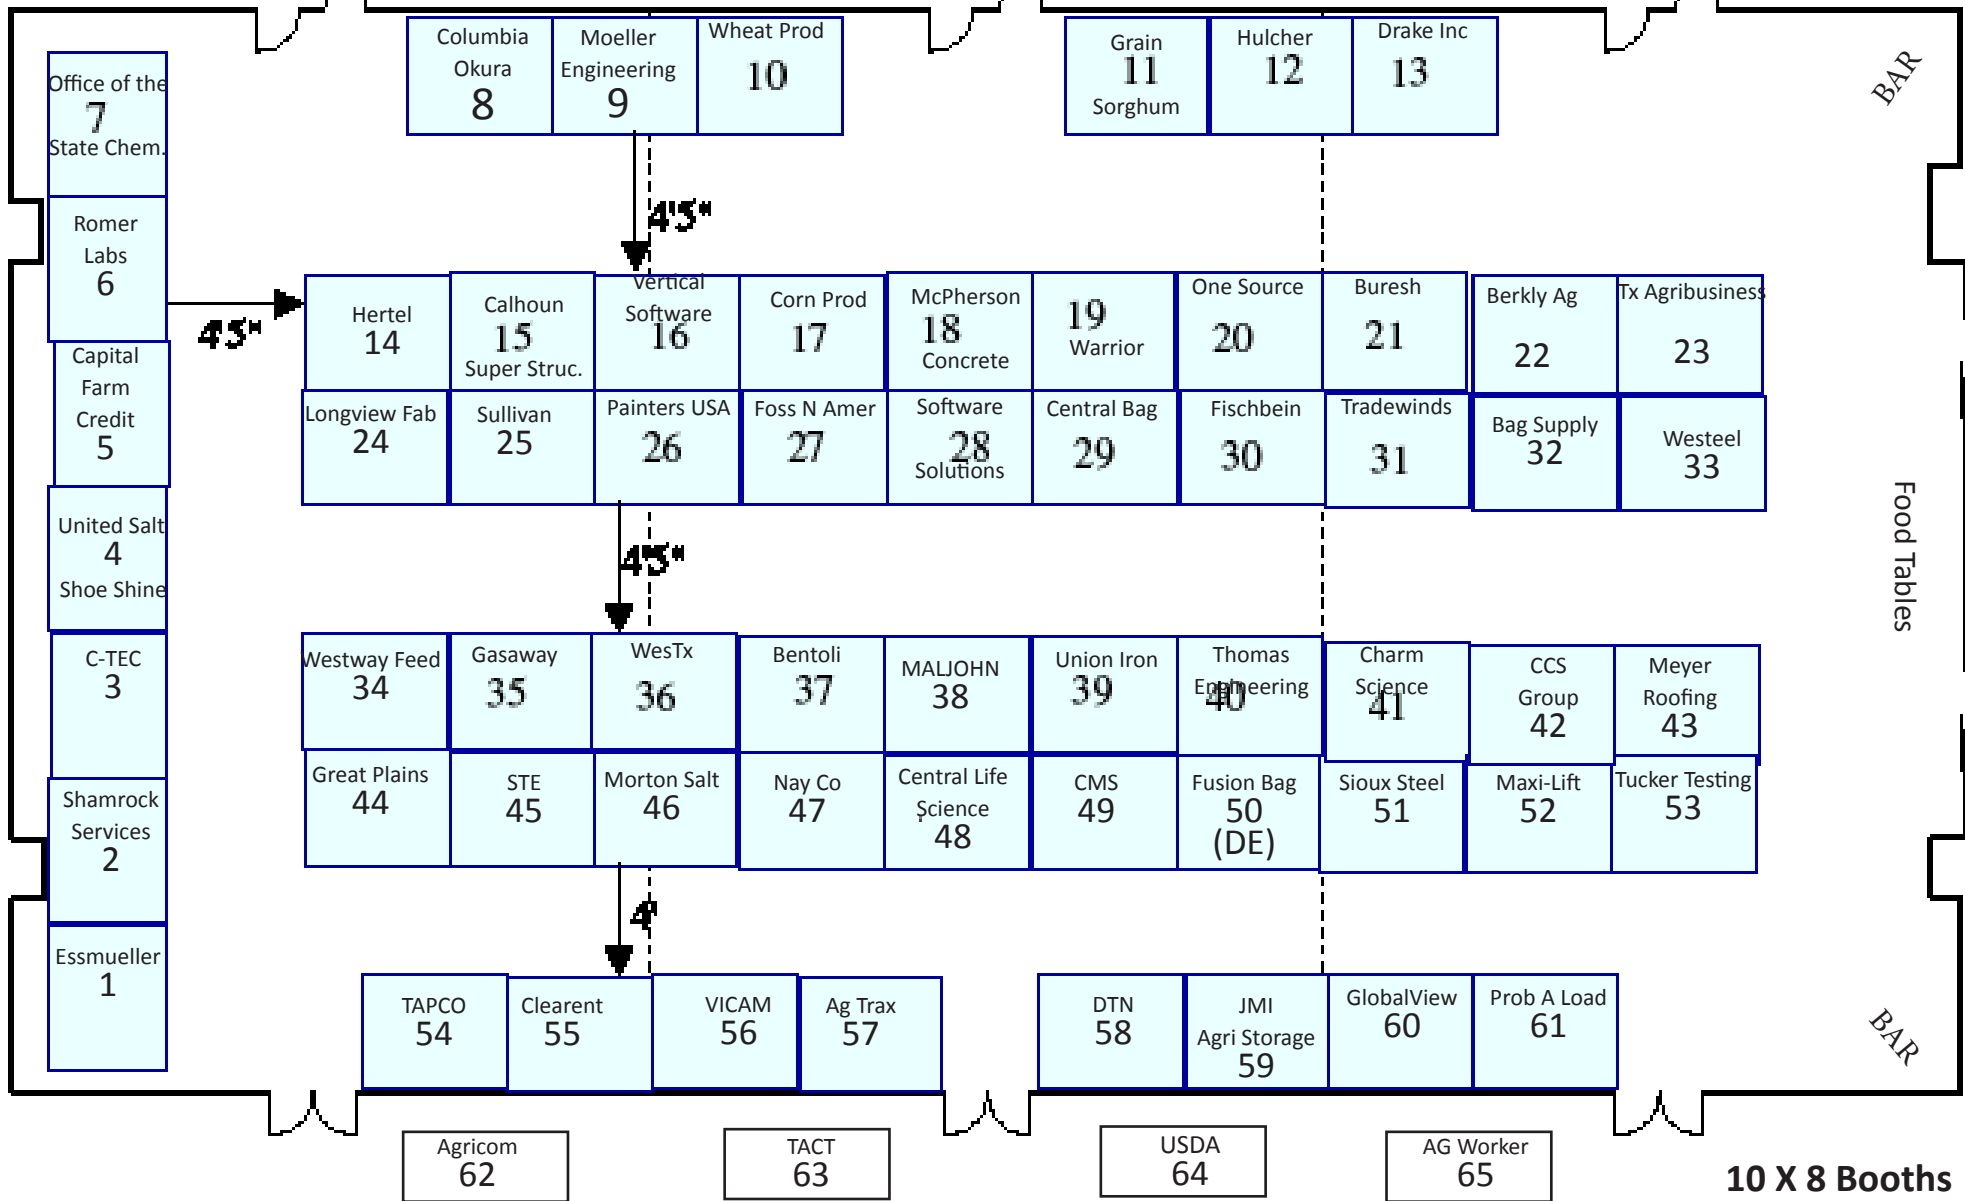 Columbia
Okura
8
Moeller
Engineering
9
Wheat Prod
10
Grain
11
Sorghum
Hulcher
12
Drake Inc
13
BAR
Office of the
7
State Chem.
Romer
Labs
6
Capital
Farm
Credit
5
United Salt
4
Shoe Shine
C-TEC
3
Shamrock
Services
2
Essmueller
1
4'5"
4'5"
Hertel
14
Calhoun
15
Super Struc.
Vertical
Software
16
Corn Prod
17
McPherson
18
Concrete
19
Warrior
One Source
20
Buresh
21
Berkly Ag
22
Tx Agribusiness
23
Longview Fab
24
Sullivan
25
Painters USA
26
Foss N Amer
27
Software
28
Solutions
Central Bag
29
Fischbein
30
Tradewinds
31
Bag Supply
32
Westeel
33
Food Tables
4'5"
Westway Feed
34
Gasaway
35
WesTx
36
Bentoli
37
MALJOHN
38
Union Iron
39
Thomas
Engineering
40
Charm
Science
41
CCS
Group
42
Meyer
Roofing
43
Great Plains
44
STE
45
Morton Salt
46
Nay Co
47
Central Life
Science
48
CMS
49
Fusion Bag
50
(DE)
Sioux Steel
51
Maxi-Lift
52
Tucker Testing
53
4'
TAPCO
54
Clearent
55
VICAM
56
Ag Trax
57
DTN
58
JMI
Agri Storage
59
GlobalView
60
Prob A Load
61
BAR
Agricom
62
TACT
63
USDA
64
AG Worker
65
10 X 8 Booths